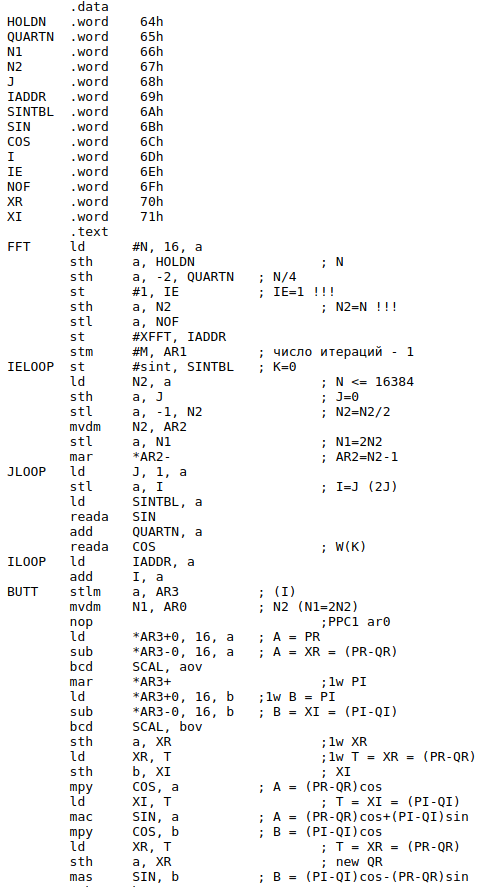 .data
HOLDN .word 64h
QUARTN .word 65h
N1 .word 66h
N2 .word 67h
J .word 68h
IADDR .word 69h
SINTBL .word 6Ah
SIN .word 6Bh
COS .word 6Ch
I .word 6Dh
IE .word 6Eh
NOF .word 6Fh
XR .word 70h
XI .word 71h
.text
FFT ld #N, 16, a
sth a, HOLDN ; N
sth a, -2, QUARTN ; N/4
st #1, IE ; IE=1 !!!
sth a, N2 ; N2=N !!!
stl a, NOF
st #XFFT, IADDR
stm #M, AR1 ; число итераций - 1
IELOOP st #sint, SINTBL ; K=0
ld N2, a ; N <= 16384
sth a, J ; J=0
stl a, -1, N2 ; N2=N2/2
mvdm N2, AR2
stl a, N1 ; N1=2N2
mar *AR2- ; AR2=N2-1
JLOOP ld J, 1, a
stl a, I ; I=J (2J)
ld SINTBL, a
reada SIN
add QUARTN, a
reada COS ; W(K)
ILOOP ld IADDR, a
add I, a
BUTT stlm a, AR3 ; (I)
mvdm N1, AR0 ; N2 (N1=2N2)
nop ;PPC1 ar0
ld *AR3+0, 16, a ; A = PR
sub *AR3-0, 16, a ; A = XR = (PR-QR)
bcd SCAL, aov
mar *AR3+ ;1w PI
ld *AR3+0, 16, b ;1w B = PI
sub *AR3-0, 16, b ; B = XI = (PI-QI)
bcd SCAL, bov
sth a, XR ;1w XR
ld XR, T ;1w T = XR = (PR-QR)
sth b, XI ; XI
mpy COS, a ; A = (PR-QR)cos
ld XI, T ; T = XI = (PI-QI)
mac SIN, a ; A = (PR-QR)cos+(PI-QI)sin
mpy COS, b ; B = (PI-QI)cos
ld XR, T ; T = XR = (PR-QR)
sth a, XR ; new QR
mas SIN, b ; B = (PI-QI)cos-(PR-QR)sin